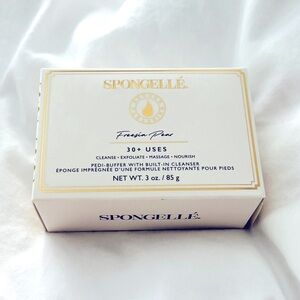 SPONGELLÉ.
Freesia Pear
30+ USES
CLEANSE • EXFOLIATE • MASSAGE • NOURISH
PEDI-BUFFER WITH BUILT-IN CLEANSER
ÉPONGE IMPRÉGNÉE D'UNE FORMULE NETTOYANTE POUR PIEDS
NET WT. 3 oz. / 85 g
SPONGELLÉ.